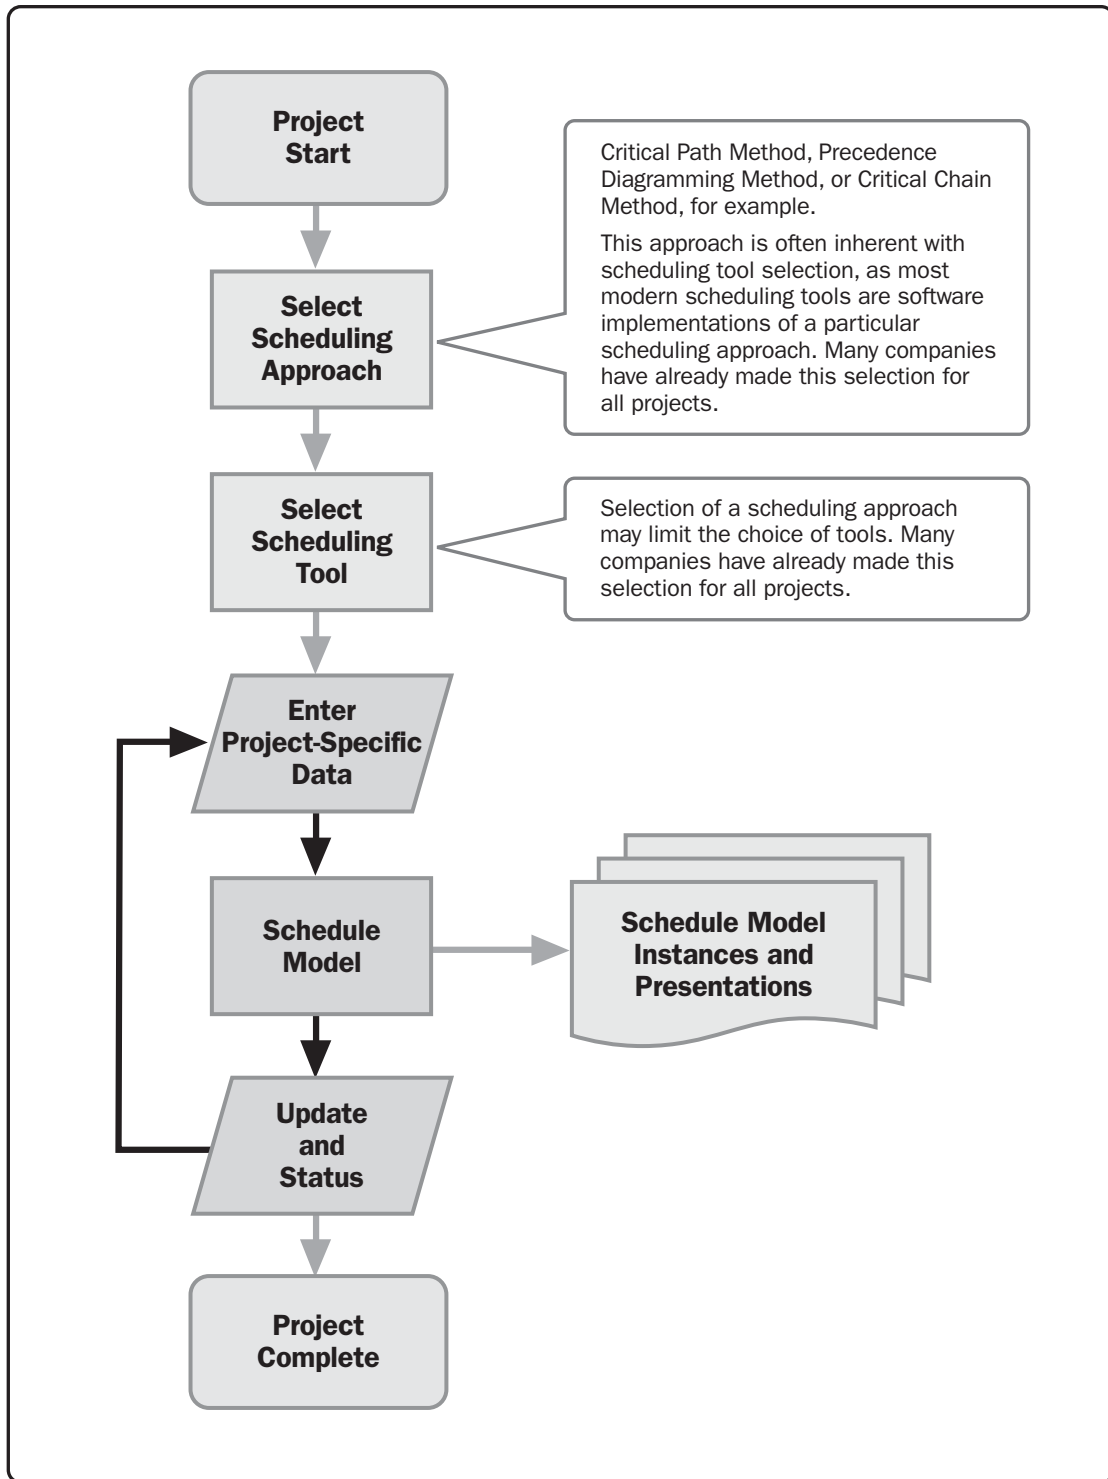 Project
Start
Critical Path Method, Precedence
Diagramming Method, or Critical Chain
Method, for example.
This approach is often inherent with
scheduling tool selection, as most
modern scheduling tools are software
implementations of a particular
scheduling approach. Many companies
have already made this selection for
all projects.
Select
Scheduling
Approach
Select
Scheduling
Tool
Selection of a scheduling approach
may limit the choice of tools. Many
companies have already made this
selection for all projects.
Enter
Project-Specific
Data
Schedule
Model
Schedule Model
Instances and
Presentations
Update
and
Status
Project
Complete